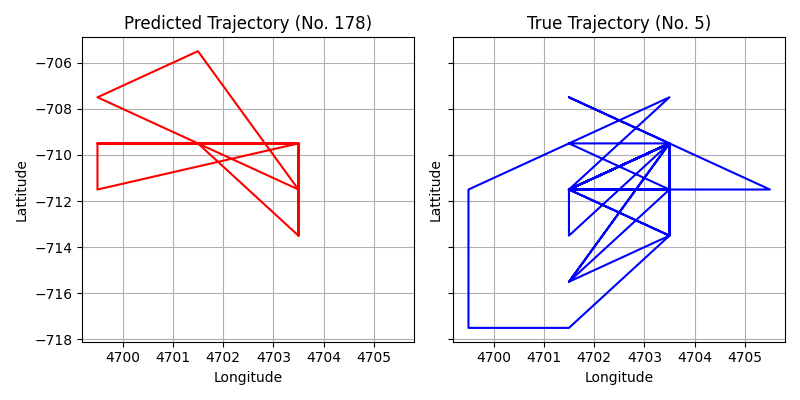 Predicted Trajectory (No. 178)
True Trajectory (No. 5)
Lattitude
−706
−708
−710
−712
−714
−716
−718
4700 4701 4702 4703 4704 4705
Longitude
Lattitude
4700 4701 4702 4703 4704 4705
Longitude